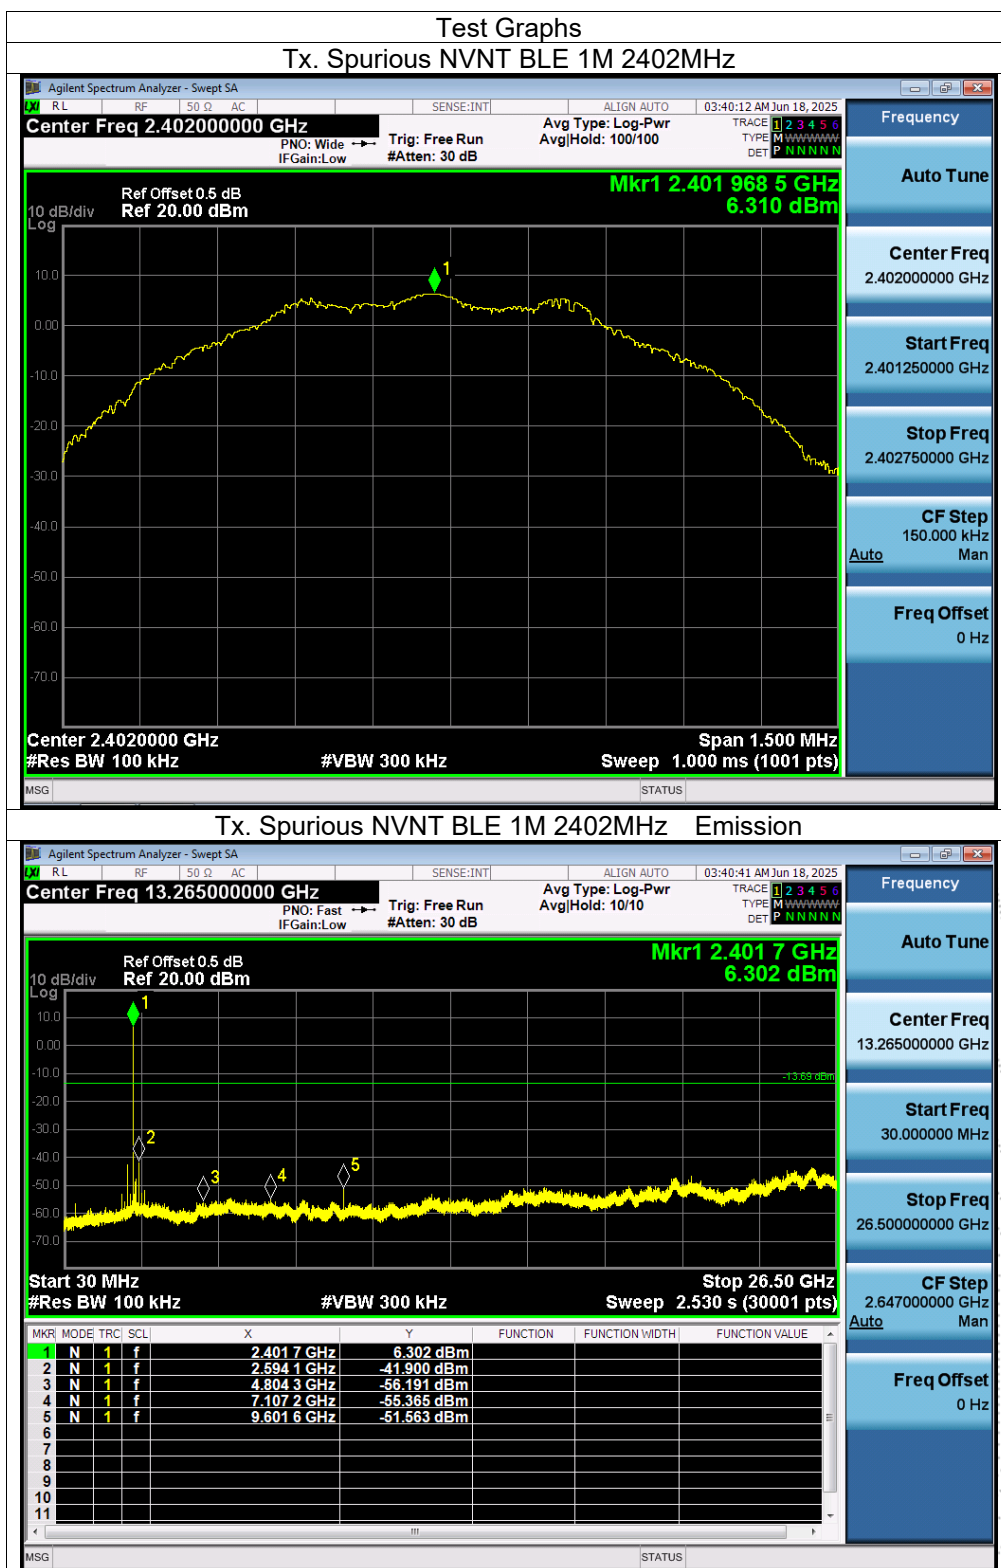 Test Graphs
Tx. Spurious NVNT BLE 1M 2402MHz
Agilent Spectrum Analyzer - Swept SA
LXI RL RF 50 Ω AC SENSE:INT ALIGN AUTO 03:40:12 AM Jun 18, 2025
Center Freq 2.402000000 GHz
PNO: Wide
IFGain:Low
Trig: Free Run
#Atten: 30 dB
Avg Type: Log-Pwr
Avg|Hold: 100/100
TRACE 1 2 3 4 5 6
TYPE M WWWWW
DET P N N N N N
Frequency
Auto Tune
Center Freq
2.402000000 GHz
Start Freq
2.401250000 GHz
Stop Freq
2.402750000 GHz
CF Step
150.000 kHz
Auto Man
Freq Offset
0 Hz
Mkr1 2.401 968 5 GHz
6.310 dBm
Ref Offset 0.5 dB
10 dB/div Ref 20.00 dBm
Log
1
10.0
0.00
-10.0
-20.0
-30.0
-40.0
-50.0
-60.0
-70.0
Center 2.4020000 GHz Span 1.500 MHz
#Res BW 100 kHz #VBW 300 kHz Sweep 1.000 ms (1001 pts)
MSG STATUS
Tx. Spurious NVNT BLE 1M 2402MHz Emission
Agilent Spectrum Analyzer - Swept SA
LXI RL RF 50 Ω AC SENSE:INT ALIGN AUTO 03:40:41 AM Jun 18, 2025
Center Freq 13.265000000 GHz
PNO: Fast
IFGain:Low
Trig: Free Run
#Atten: 30 dB
Avg Type: Log-Pwr
Avg|Hold: 10/10
TRACE 1 2 3 4 5 6
TYPE M WWWWW
DET P N N N N N
Frequency
Auto Tune
Center Freq
13.265000000 GHz
Start Freq
30.000000 MHz
Stop Freq
26.500000000 GHz
CF Step
2.647000000 GHz
Auto Man
Freq Offset
0 Hz
Mkr1 2.401 7 GHz
6.302 dBm
Ref Offset 0.5 dB
10 dB/div Ref 20.00 dBm
Log
10.0
0.00
-10.0
-20.0
-30.0
-40.0
-50.0
-60.0
-70.0
1
-13.69 dBm
2
3
4
5
Start 30 MHz Stop 26.50 GHz
#Res BW 100 kHz #VBW 300 kHz Sweep 2.530 s (30001 pts)
MKR MODE TRC SCL X Y FUNCTION FUNCTION WIDTH FUNCTION VALUE
1 N 1 f 2.401 7 GHz 6.302 dBm
2 N 1 f 2.594 1 GHz -41.900 dBm
3 N 1 f 4.804 3 GHz -56.191 dBm
4 N 1 f 7.107 2 GHz -55.365 dBm
5 N 1 f 9.601 6 GHz -51.563 dBm
6
7
8
9
10
11
MSG STATUS